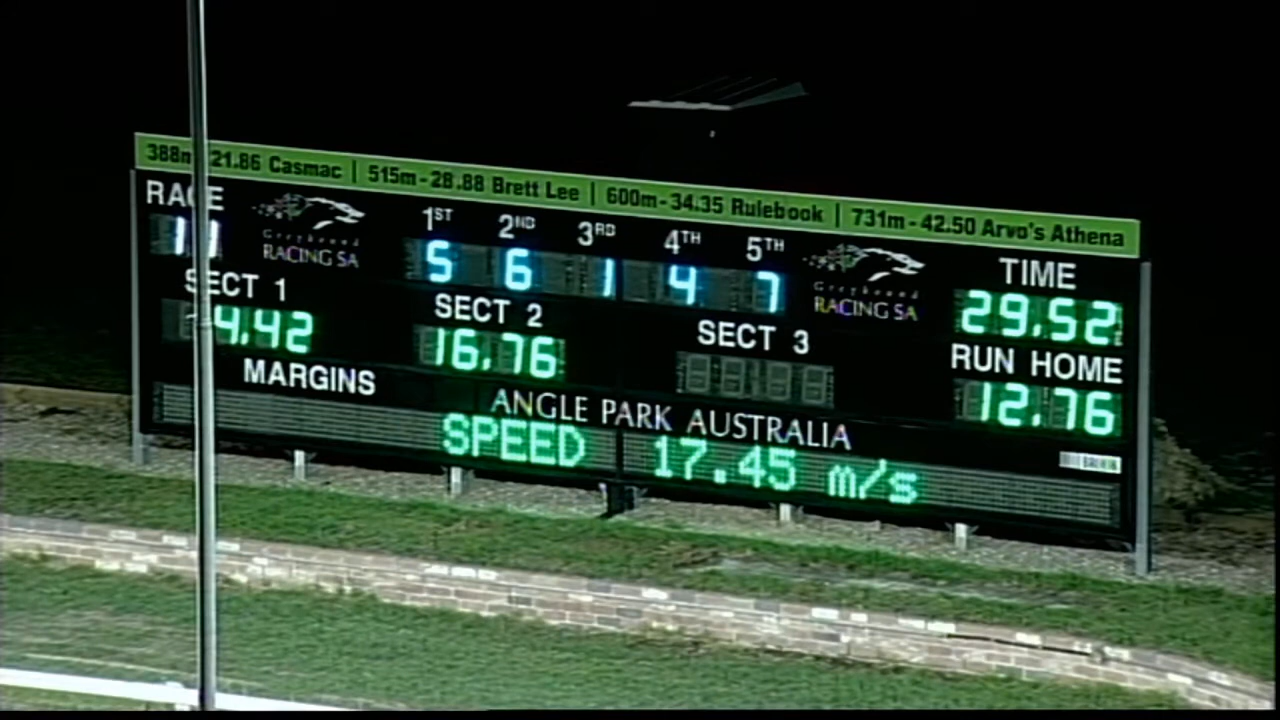 388m-21.86 Casmac | 515m-28.88 Brett Lee | 600m-34.35 Rulebook | 731m-42.50 Arvo's Athena
RACE 1ST 2ND 3RD 4TH 5TH TIME
11 Greyhound RACING SA 5 6 1 4 7 Greyhound RACING SA 29.52
SECT 1 SECT 2 SECT 3 RUN HOME
4.42 16.76 12.76
MARGINS ANGLE PARK AUSTRALIA
SPEED 17.45 m/s